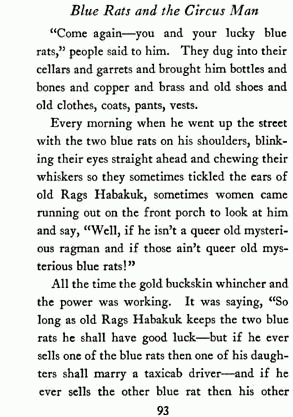 Blue Rats and the Circus Man
“Come again—you and your lucky blue
rats,” people said to him. They dug into their
cellars and garrets and brought him bottles and
bones and copper and brass and old shoes and
old clothes, coats, pants, vests.
Every morning when he went up the street
with the two blue rats on his shoulders, blink-
ing their eyes straight ahead and chewing their
whiskers so they sometimes tickled the ears of
old Rags Habakuk, sometimes women came
running out on the front porch to look at him
and say, “Well, if he isn’t a queer old mysteri-
ous ragman and if those ain’t queer old mys-
terious blue rats!”
All the time the gold buckskin whincher and
the power was working. It was saying, “So
long as old Rags Habakuk keeps the two blue
rats he shall have good luck—but if he ever
sells one of the blue rats then one of his daugh-
ters shall marry a taxicab driver—and if he
ever sells the other blue rat then his other
93